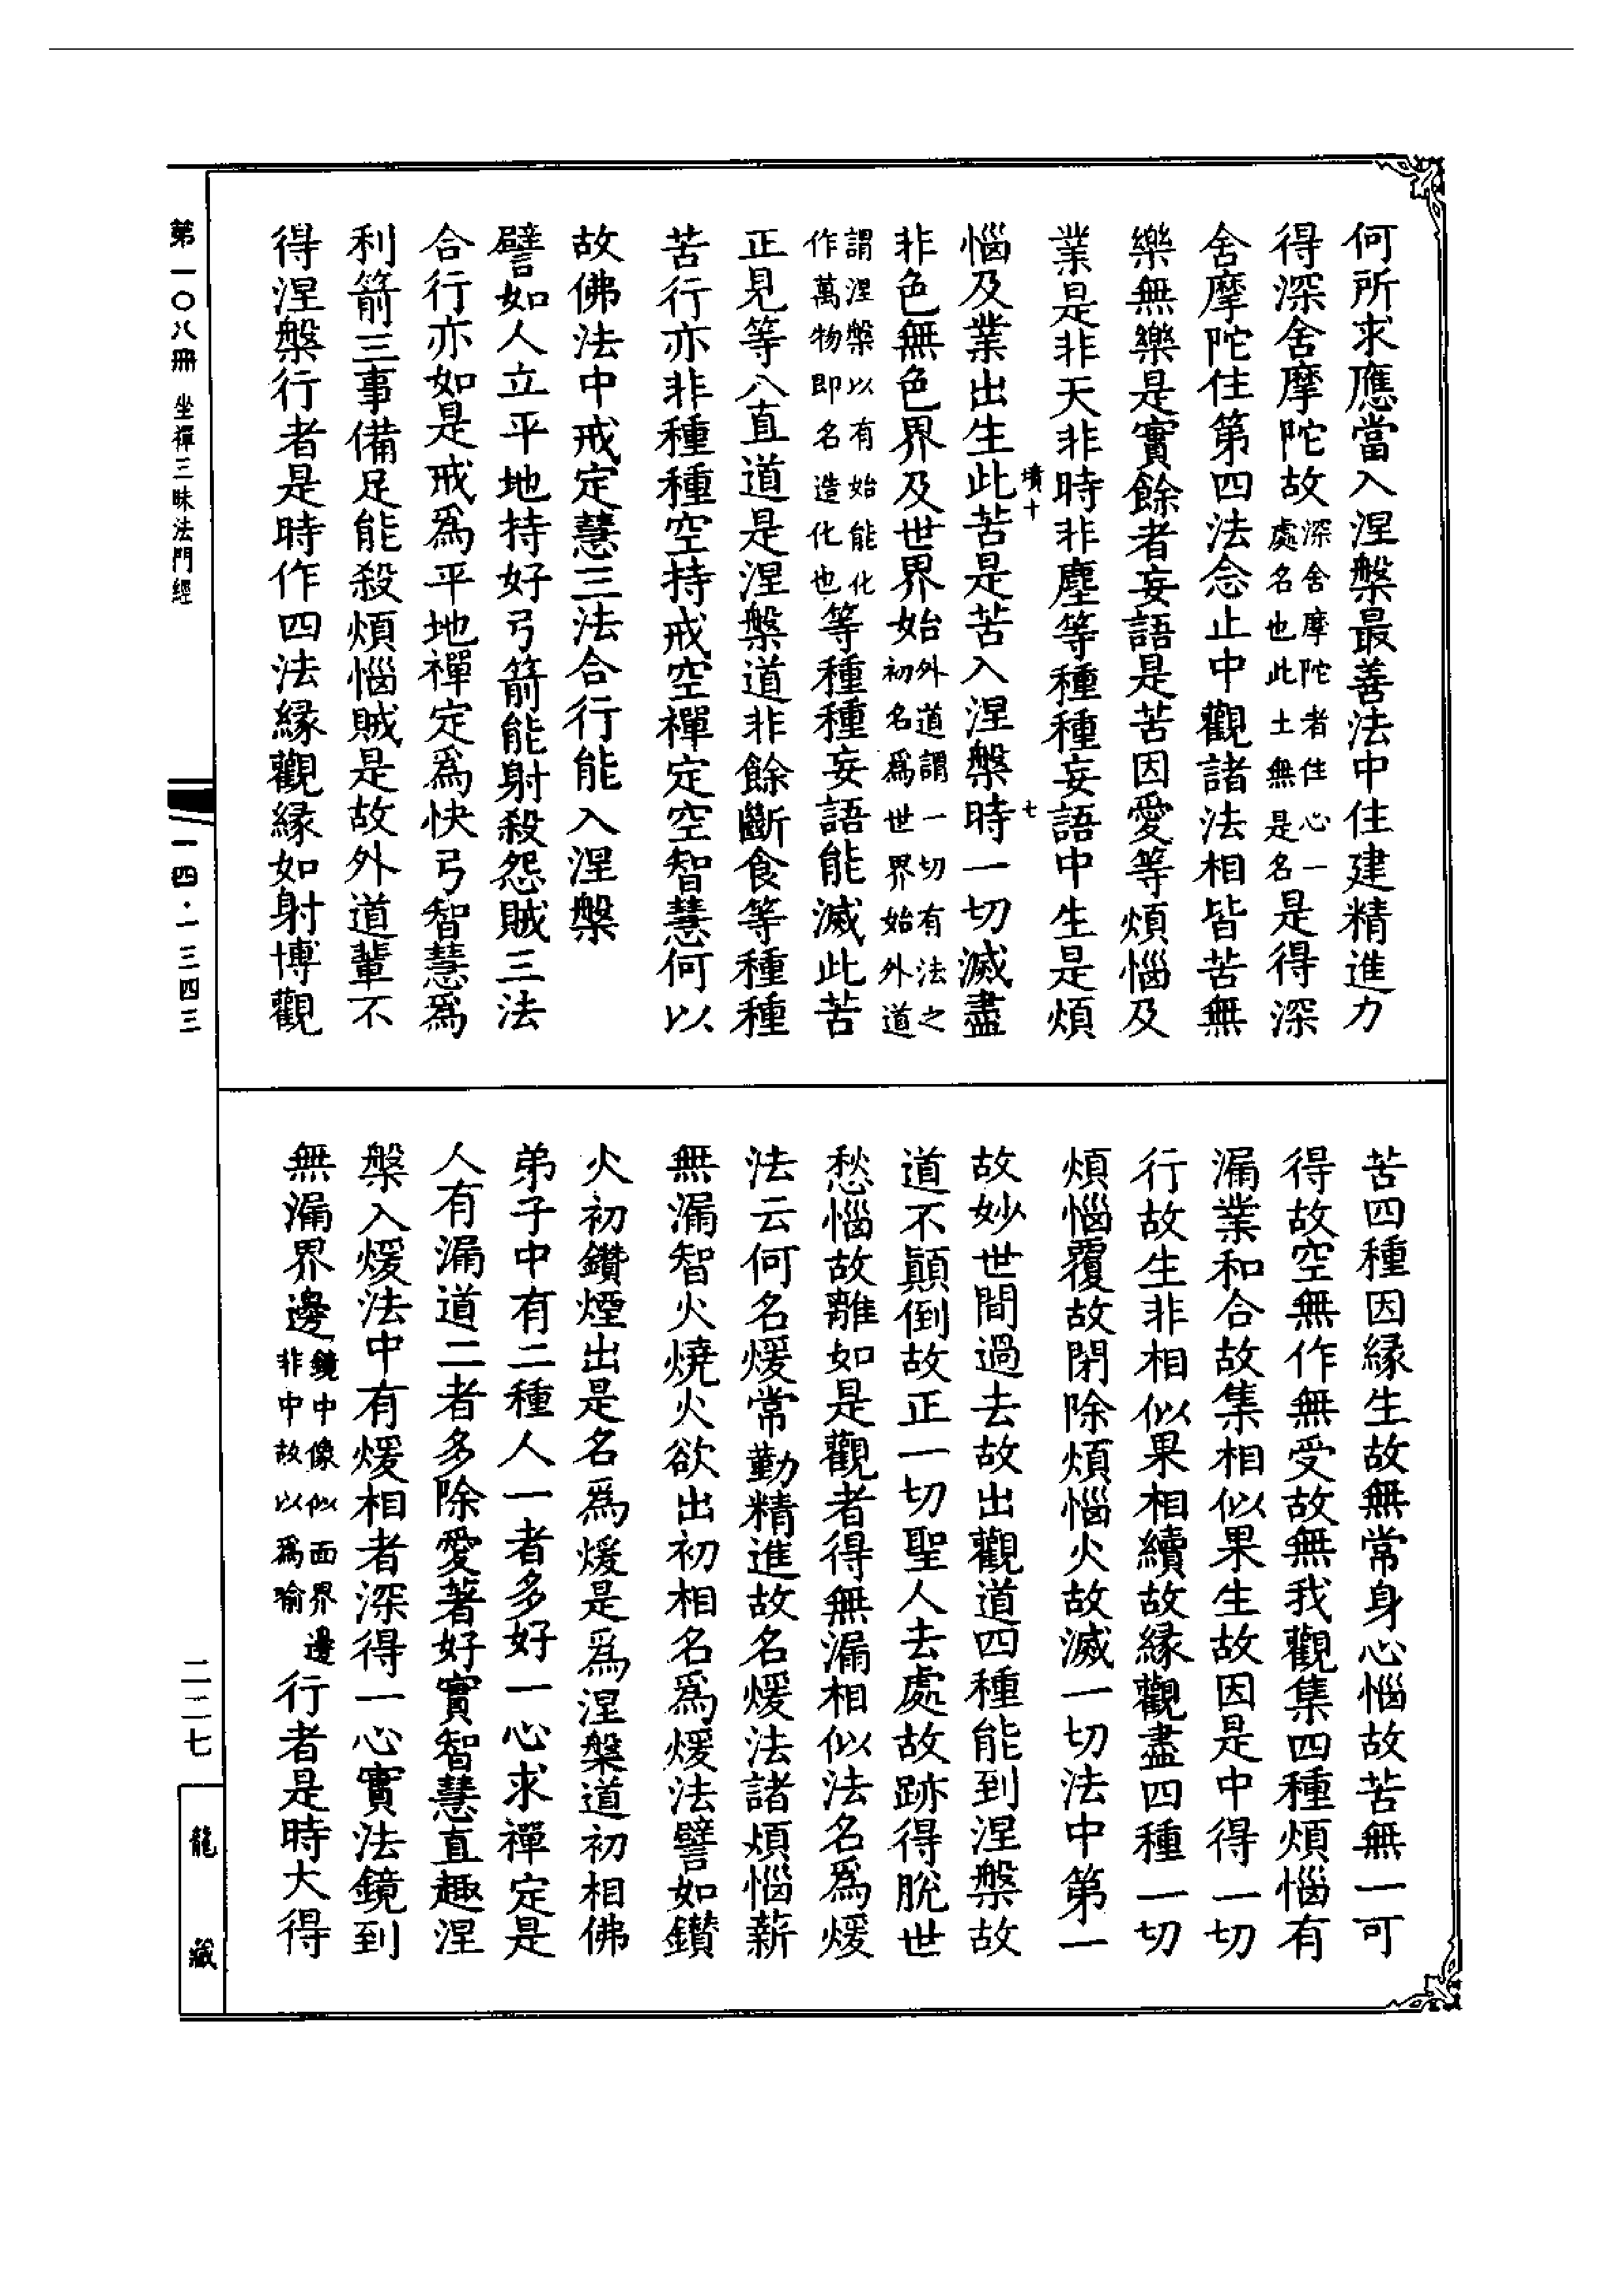 何所求應當入涅槃最善法中住建精進力
得深舍摩陀故深舍摩陀者住心一處名也此土無是名是得深
舍摩陀住第四法念止中觀諸法相皆苦無
樂無樂是實餘者妄語是苦因愛等煩惱及
業是非天非時非塵等種種妄語中生是煩
墳十
七
惱及業出生此苦是苦入涅槃時一切滅盡
非色無色界及世界始外道謂一切有法之初名爲世界始外道
謂涅槃以有始能化作萬物即名造化也等種種妄語能滅此苦
正見等八直道是涅槃道非餘斷食等種種
苦行亦非種種空持戒空禪定空智慧何以
故佛法中戒定慧三法合行能入涅槃
譬如人立平地持好弓箭能射殺怨賊三法
合行亦如是戒爲平地禪定爲快弓智慧爲
利箭三事備足能殺煩惱賊是故外道輩不
得涅槃行者是時作四法緣觀緣如射博觀
苦四種因緣生故無常身心惱故苦無一可
得故空無作無受故無我觀集四種煩惱有
漏業和合故集相似果生故因是中得一切
行故生非相似果相續故緣觀盡四種一切
煩惱覆故閉除煩惱火故滅一切法中第一
故妙世間過去故出觀道四種能到涅槃故
道不顛倒故正一切聖人去處故跡得脫世
愁惱故離如是觀者得無漏相似法名爲煖
法云何名煖常勤精進故名煖法諸煩惱薪
無漏智火燒火欲出初相名爲煖法譬如鑽
火初鑽煙出是名爲煖是爲涅槃道初相佛
弟子中有二種人一者多好一心求禪定是
人有漏道二者多除愛著好實智慧直趣涅
槃入煖法中有煖相者深得一心實法鏡到
無漏界邊鏡中像似面界邊非中故以爲喻行者是時大得
第一〇八冊 坐禪三昧法門經
一四·一三四三
二二七
龍藏